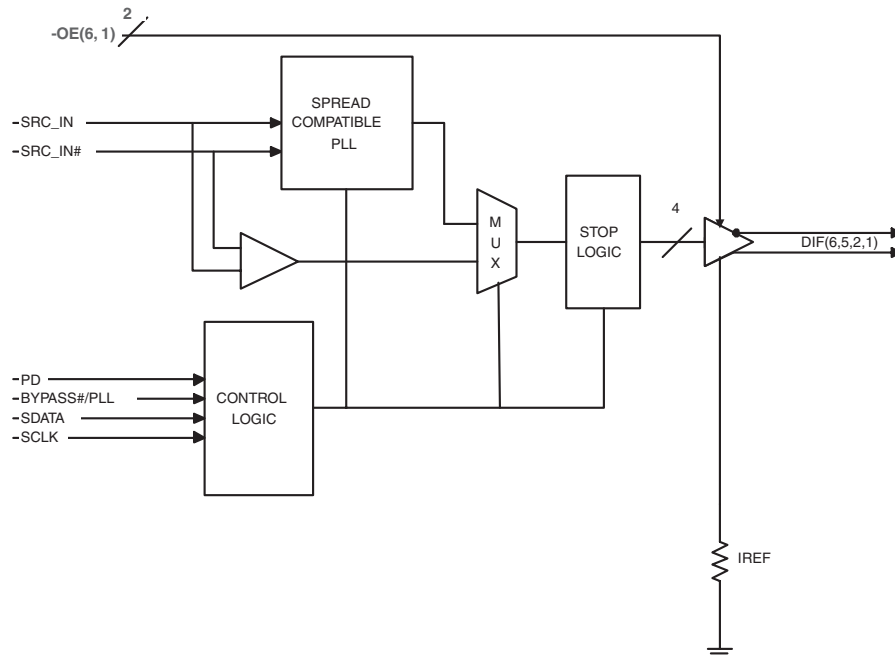 2
-OE(6, 1)
SPREAD
COMPATIBLE
PLL
-SRC_IN
-SRC_IN#
M
U
X
STOP
LOGIC
4
DIF(6,5,2,1)
-PD
-BYPASS#/PLL
-SDATA
-SCLK
CONTROL
LOGIC
IREF